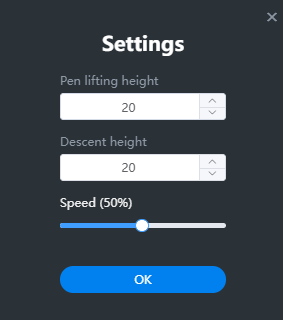 Settings
Pen lifting height
20
Descent height
20
Speed (50%)
OK